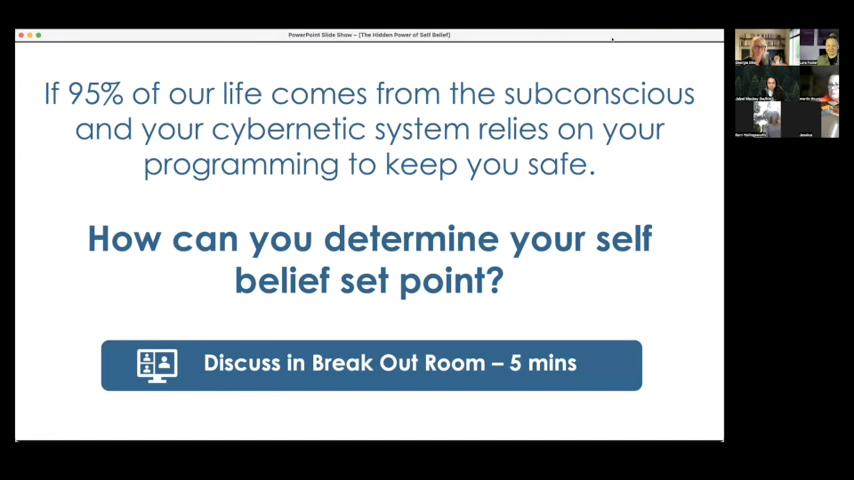 PowerPoint Slide Show - [The Hidden Power of Self Belief]
If 95% of our life comes from the subconscious
and your cybernetic system relies on your
programming to keep you safe.
How can you determine your self
belief set point?
Discuss in Break Out Room – 5 mins
Jessica